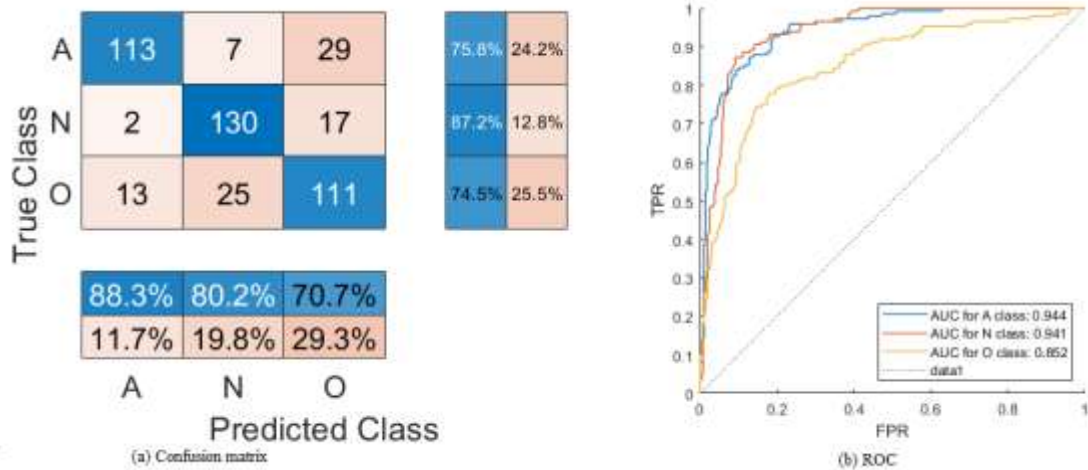 A 113 7 29 75.8% 24.2%
N 2 130 17 87.2% 12.8%
O 13 25 111 74.5% 25.5%
True Class
88.3% 80.2% 70.7%
11.7% 19.8% 29.3%
A N O
Predicted Class
(a) Confusion matrix
1
0.9
0.8
0.7
0.6
0.5
0.4
0.3
0.2
0.1
0
TPR
AUC for A class: 0.944
AUC for N class: 0.941
AUC for O class: 0.852
data1
0 0.2 0.4 0.6 0.8 1
FPR
(b) ROC